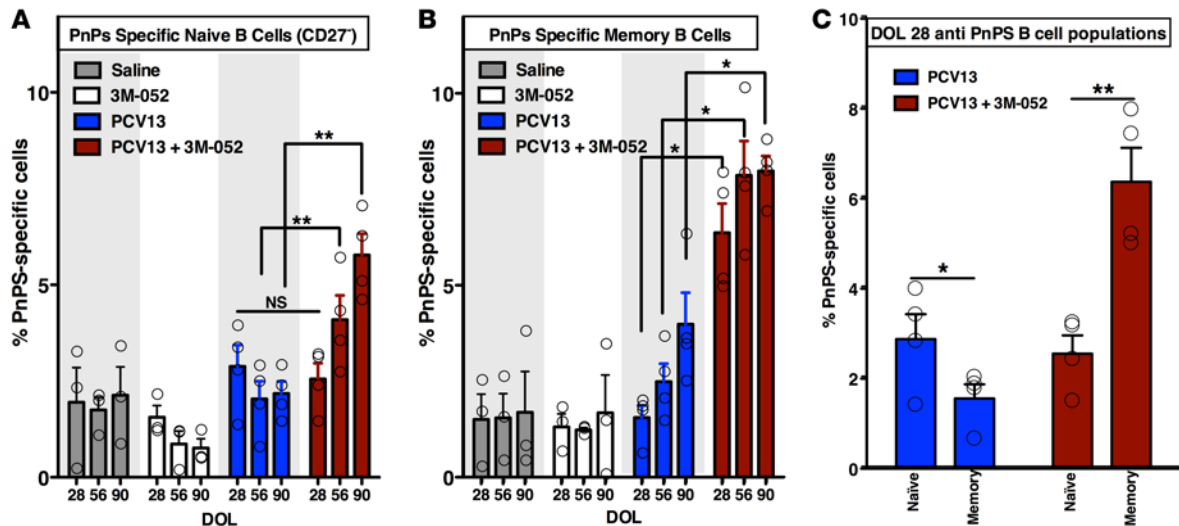 A
PnPs Specific Naive B Cells (CD27-)
Saline
3M-052
PCV13
PCV13 + 3M-052
% PnPS-specific cells
10
5
0
**
**
NS
28 56 90 28 56 90 28 56 90 28 56 90
DOL
B
PnPS Specific Memory B Cells
Saline
3M-052
PCV13
PCV13 + 3M-052
% PnPS-specific cells
10
5
0
*
*
*
28 56 90 28 56 90 28 56 90 28 56 90
DOL
C
DOL 28 anti PnPS B cell populations
PCV13
PCV13 + 3M-052
% PnPS-specific cells
10
8
6
4
2
0
*
**
Naïve
Memory
Naïve
Memory